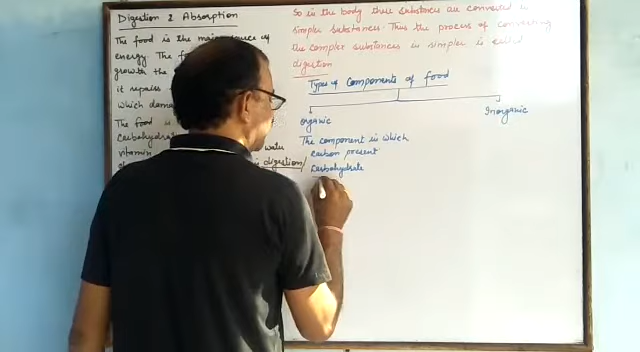 Digestion & Absorption
The food is the main source of
energy. The f
growth the
it repairs
which dama
The food is
carbohydrat
vitamin
water
is digestion/
So in the body these substances are converted in
simpler substances. Thus the process of converting
the complex substances in simpler is called
digestion
Types of Components of food
organic
Inorganic
The component in which
carbon present
Carbohydrate